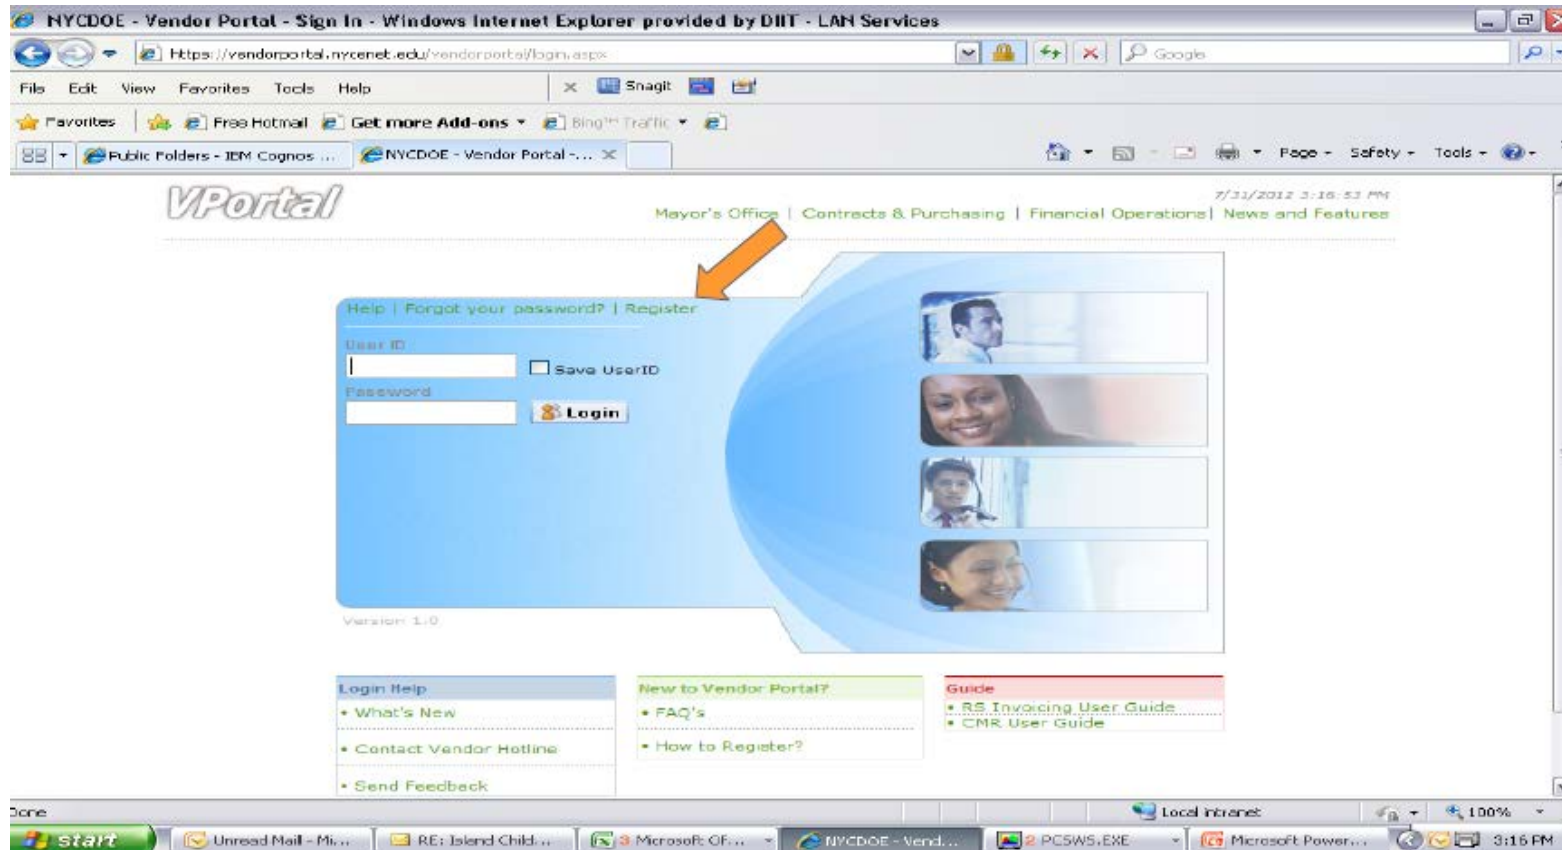 NYCDOE - Vendor Portal - Sign In - Windows Internet Explorer provided by DIIT - LAN Services
https://vendorportal.nycenet.edu/vendorportal/login.aspx
Google
File Edit View Favorites Tools Help
Snagit
Favorites Free Hotmail Get more Add-ons Bing™ Traffic
Public Folders - IBM Cognos ...
NYCDOE - Vendor Portal -...
Page Safety Tools
VPortal
7/31/2012 3:16:53 PM
Mayor's Office | Contracts & Purchasing | Financial Operations | News and Features
Help | Forgot your password? | Register
User ID
Save UserID
Password
Login
Version 1.0
Login Help
• What's New
• Contact Vendor Hotline
• Send Feedback
New to Vendor Portal?
• FAQ's
• How to Register?
Guide
• RS Invoicing User Guide
• CMR User Guide
Done
Local intranet
100%
start
Unread Mail - Mi...
RE: Island Child...
3 Microsoft Of...
NYCDOE - Vend...
2 PCSWS.EXE
Microsoft Power...
3:16 PM